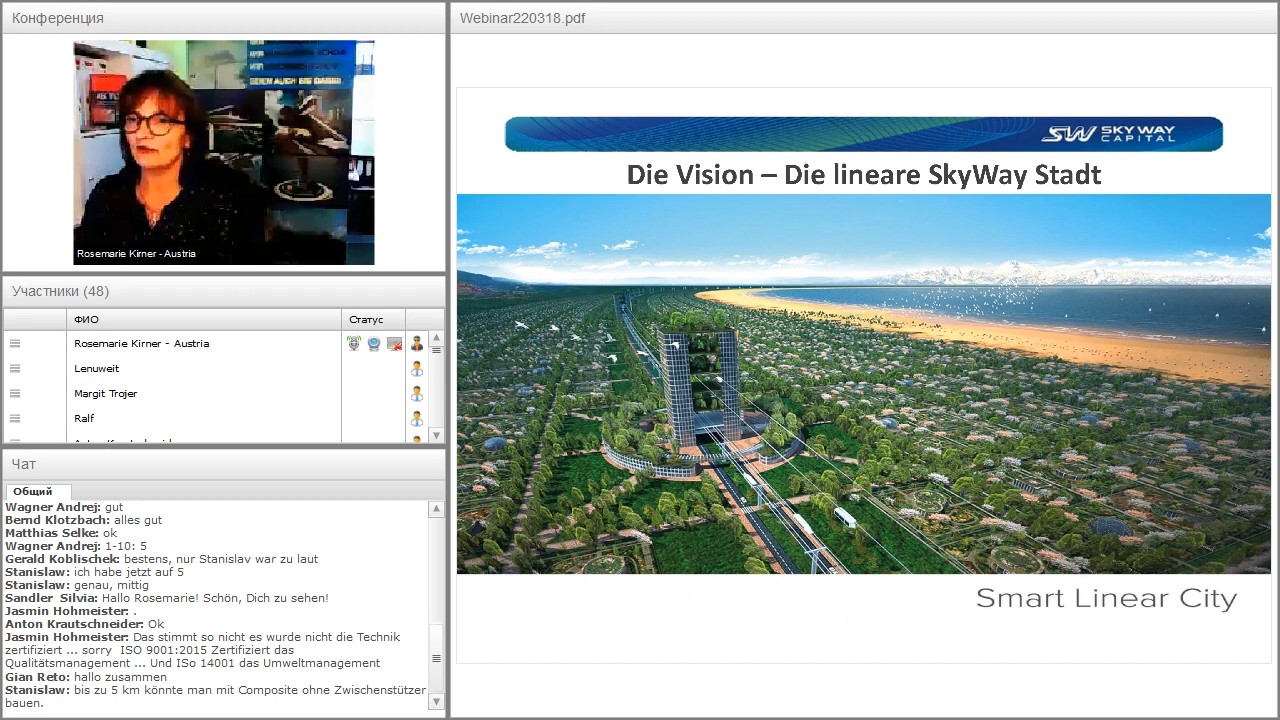 Конференция
Rosemarie Kirner - Austria
Участники (48)
ФИО
Статус
Rosemarie Kirner - Austria
Lenuweit
Margit Trojer
Ralf
Чат
Общий
Wagner Andrej: gut
Bernd Klotzbach: alles gut
Matthias Selke: ok
Wagner Andrej: 1-10: 5
Gerald Koblischek: bestens, nur Stanislav war zu laut
Stanislaw: ich habe jetzt auf 5
Stanislaw: genau, mittig
Sandler Silvia: Hallo Rosemarie! Schön, Dich zu sehen!
Jasmin Hohmeister: .
Anton Krautschneider: Ok
Jasmin Hohmeister: Das stimmt so nicht es wurde nicht die Technik
zertifiziert ... sorry ISO 9001:2015 Zertifiziert das
Qualitätsmanagement ... Und iSo 14001 das Umweltmanagement
Gian Reto: hallo zusammen
Stanislaw: bis zu 5 km könnte man mit Composite ohne Zwischenstützer
bauen.
Webinar220318.pdf
SW SKY WAY
CAPITAL
Die Vision – Die lineare SkyWay Stadt
Smart Linear City